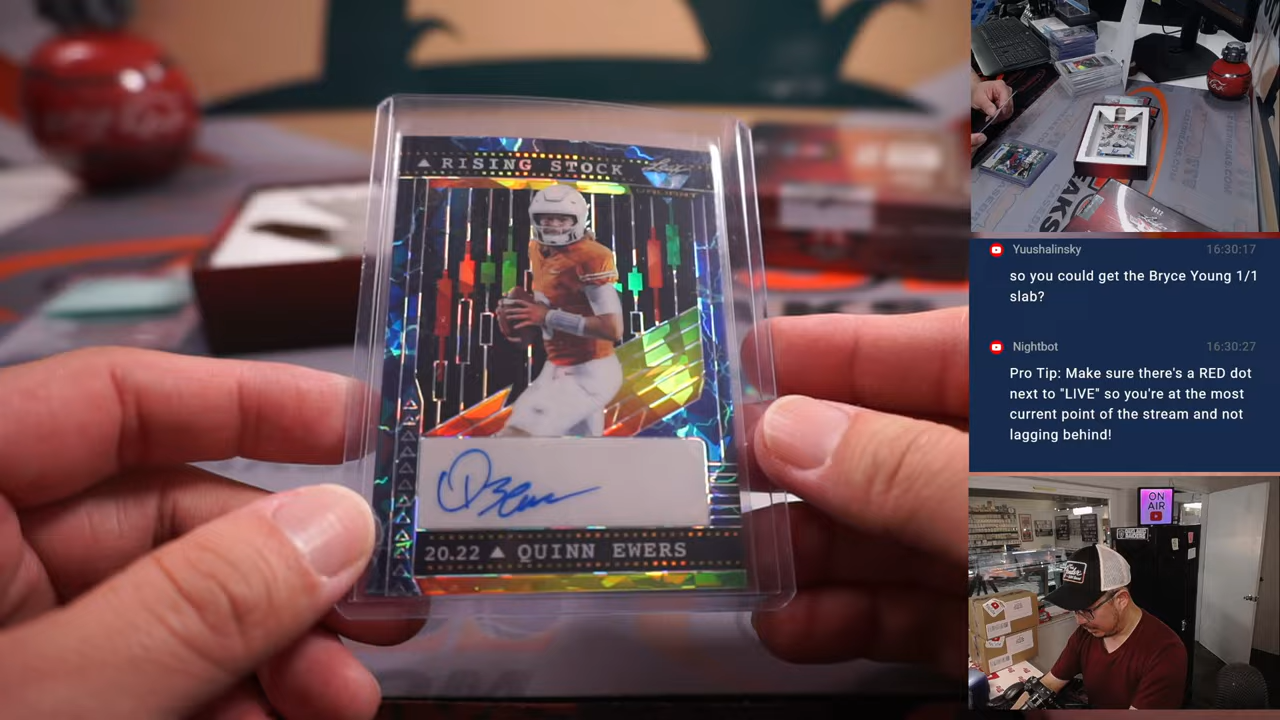 ▲ RISING STOCK
Leaf
20.22 ▲ QUINN EWERS
Yuushalinsky 16:30:17
so you could get the Bryce Young 1/1
slab?
Nightbot 16:30:27
Pro Tip: Make sure there's a RED dot
next to "LIVE" so you're at the most
current point of the stream and not
lagging behind!
ON
AIR